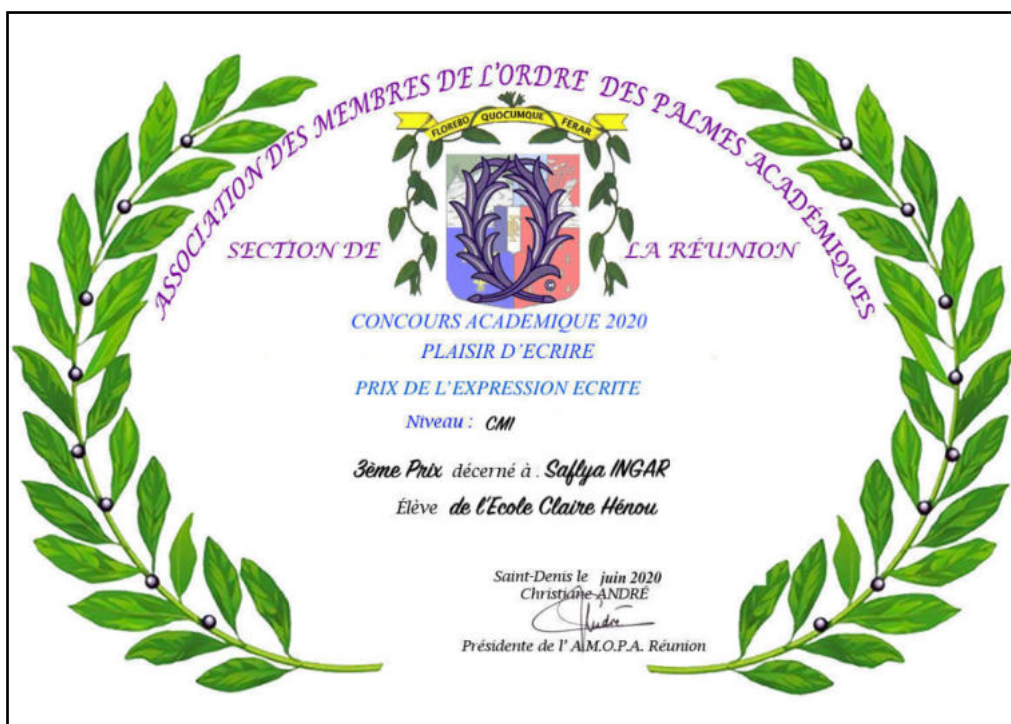 ASSOCIATION DES MEMBRES DE L'ORDRE DES PALMES ACADÉMIQUES
FLOREBO QUOCUMQUE FERAR
SECTION DE LA RÉUNION
CONCOURS ACADEMIQUE 2020
PLAISIR D'ECRIRE
PRIX DE L'EXPRESSION ECRITE
Niveau : CM1
3ème Prix décerné à : Saflya INGAR
Élève de l'Ecole Claire Hénou
Saint-Denis le juin 2020
Christiane ANDRÉ
André
Présidente de l' A.M.O.P.A. Réunion